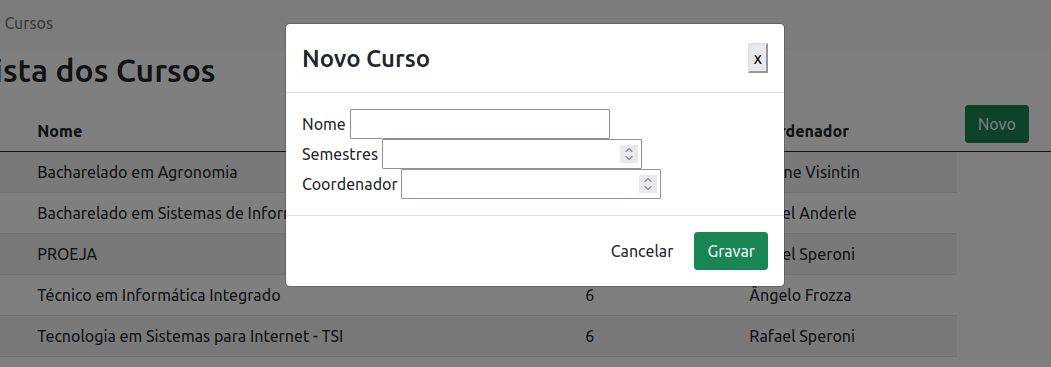 Cursos
ista dos Cursos
Novo Curso
x
Nome
Semestres
Coordenador
Cancelar
Gravar
Novo
Nome rdenador
Bacharelado em Agronomia ne Visintin
Bacharelado em Sistemas de Infor el Anderle
PROEJA el Speroni
Técnico em Informática Integrado 6 Ângelo Frozza
Tecnologia em Sistemas para Internet - TSI 6 Rafael Speroni